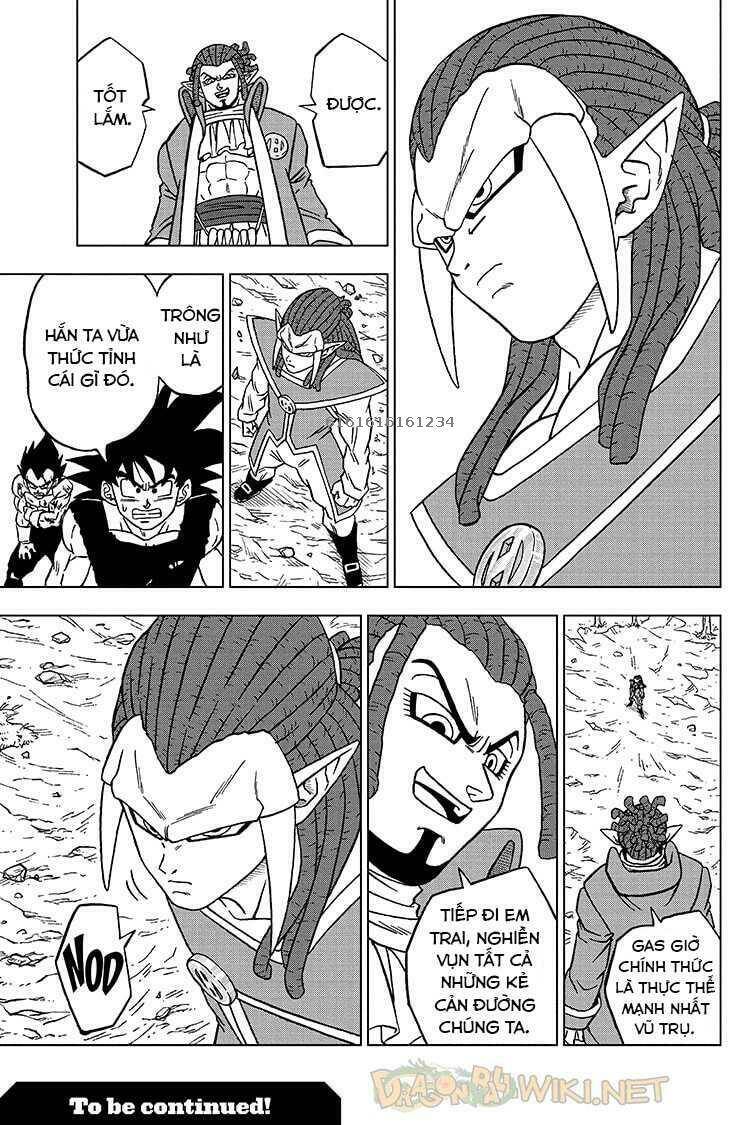 ĐƯỢC.
TỐT
LẮM.
TRÔNG
NHƯ
LÀ
HẮN TA VỪA
THỨC TỈNH
CÁI GÌ ĐÓ.
6161616161234
GAS GIỜ
CHÍNH THỨC
LÀ THỰC THỂ
MẠNH NHẤT
VŨ TRỤ.
TIẾP ĐI EM
TRAI, NGHIỀN
VỤN TẤT CẢ
NHỮNG KẺ
CẢN ĐƯỜNG
CHÚNG TA.
NOD
To be continued!
DRAGONBALLWIKI.NET